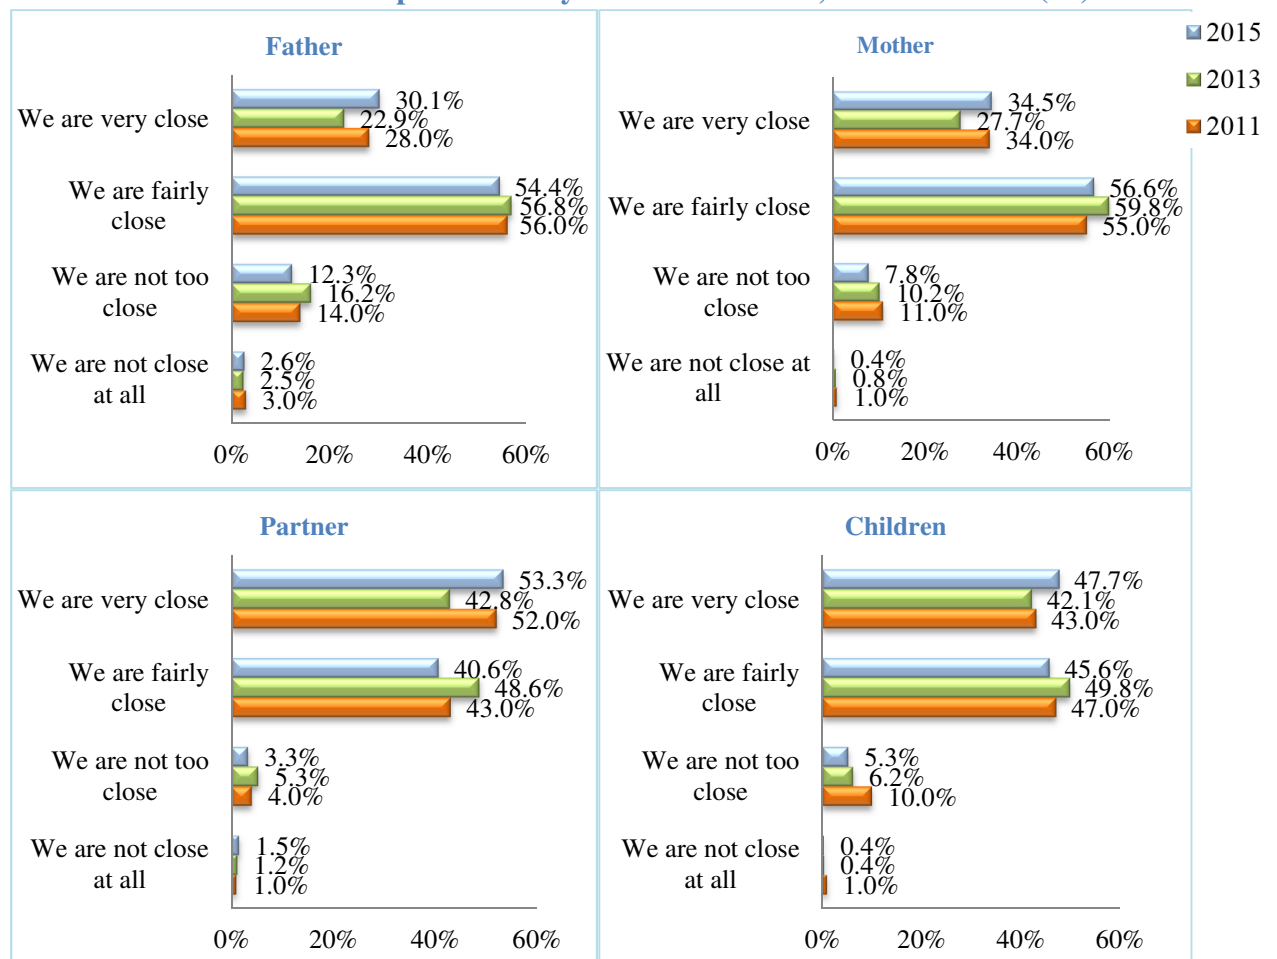 2015
2013
2011
Father
We are very close
30.1%
22.9%
28.0%
We are fairly
close
54.4%
56.8%
56.0%
We are not too
close
12.3%
16.2%
14.0%
We are not close
at all
2.6%
2.5%
3.0%
0% 20% 40% 60%
Mother
We are very close
34.5%
27.7%
34.0%
We are fairly close
56.6%
59.8%
55.0%
We are not too
close
7.8%
10.2%
11.0%
We are not close at
all
0.4%
0.8%
1.0%
0% 20% 40% 60%
Partner
We are very close
53.3%
42.8%
52.0%
We are fairly
close
40.6%
48.6%
43.0%
We are not too
close
3.3%
5.3%
4.0%
We are not close
at all
1.5%
1.2%
1.0%
0% 20% 40% 60%
Children
We are very close
47.7%
42.1%
43.0%
We are fairly
close
45.6%
49.8%
47.0%
We are not too
close
5.3%
6.2%
10.0%
We are not close
at all
0.4%
0.4%
1.0%
0% 20% 40% 60%